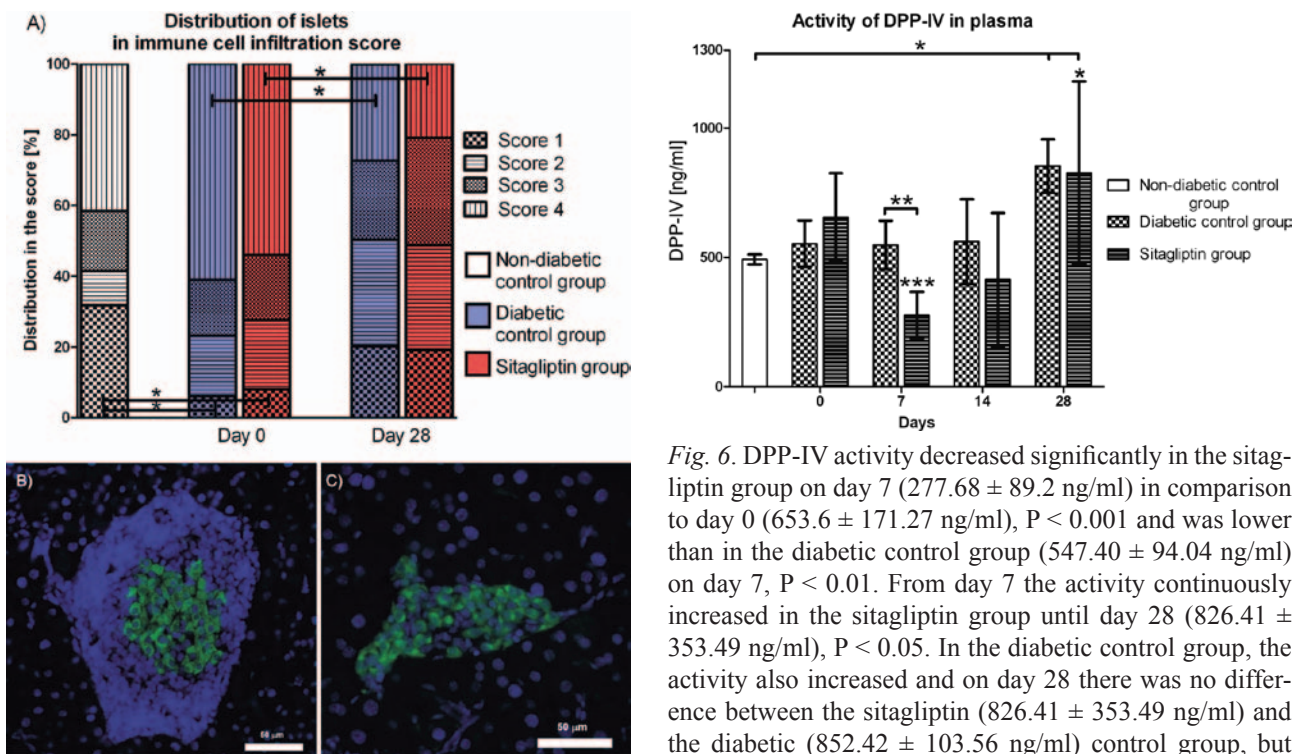 A)
Distribution of islets
in immune cell infiltration score
Distribution in the score [%]
100
80
60
40
20
0
*
*
*
*
Day 0
Day 28
Score 1
Score 2
Score 3
Score 4
Non-diabetic
control group
Diabetic
control group
Sitagliptin group
B)
50 μm
C)
50 μm
Activity of DPP-IV in plasma
DPP-IV [ng/ml]
1300
1000
500
0
*
*
**
***
0
7
14
28
Days
Non-diabetic control
group
Diabetic control group
Sitagliptin group
Fig. 6. DPP-IV activity decreased significantly in the sitag-
liptin group on day 7 (277.68 ± 89.2 ng/ml) in comparison
to day 0 (653.6 ± 171.27 ng/ml), P < 0.001 and was lower
than in the diabetic control group (547.40 ± 94.04 ng/ml)
on day 7, P < 0.01. From day 7 the activity continuously
increased in the sitagliptin group until day 28 (826.41 ±
353.49 ng/ml), P < 0.05. In the diabetic control group, the
activity also increased and on day 28 there was no differ-
ence between the sitagliptin (826.41 ± 353.49 ng/ml) and
the diabetic (852.42 ± 103.56 ng/ml) control group, but